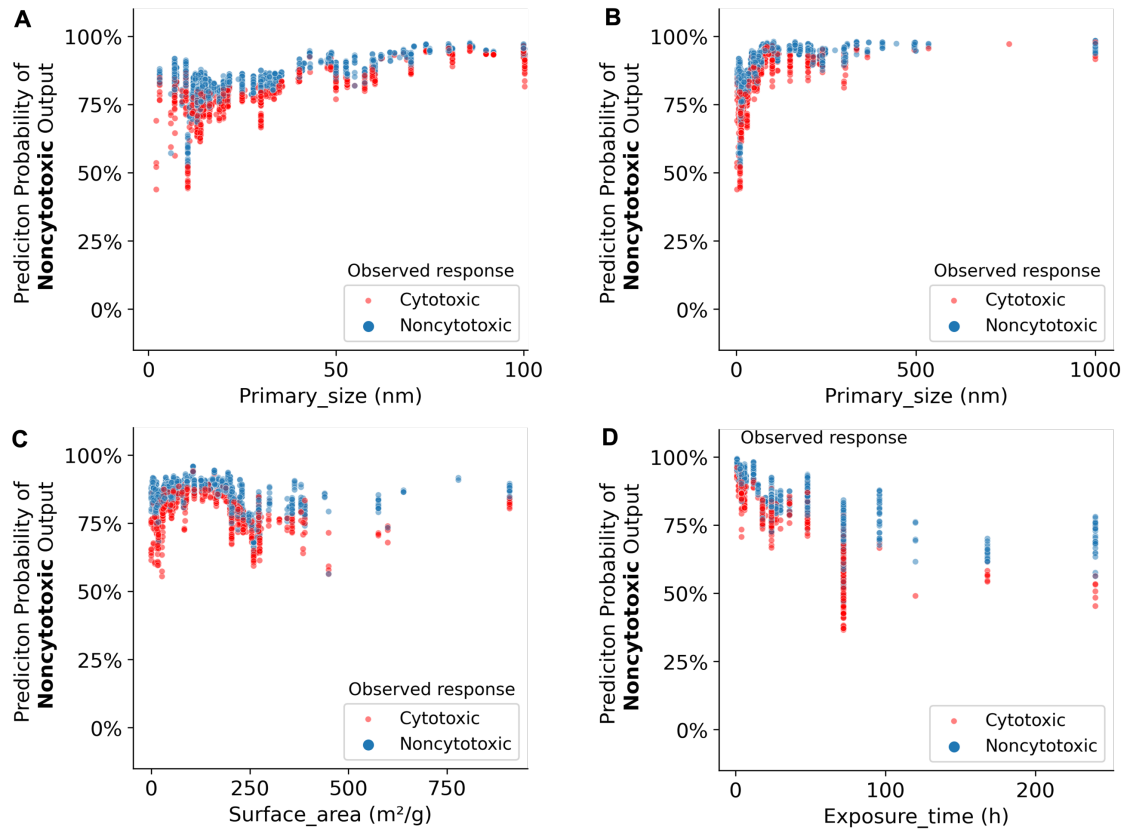 A
Prediciton Probability of
Noncytotoxic Output
100%
75%
50%
25%
0%
Observed response
Cytotoxic
Noncytotoxic
0 50 100
Primary_size (nm)
B
Prediciton Probability of
Noncytotoxic Output
100%
75%
50%
25%
0%
Observed response
Cytotoxic
Noncytotoxic
0 500 1000
Primary_size (nm)
C
Prediciton Probability of
Noncytotoxic Output
100%
75%
50%
25%
0%
Observed response
Cytotoxic
Noncytotoxic
0 250 500 750
Surface_area (m²/g)
D
Observed response
Prediciton Probability of
Noncytotoxic Output
100%
75%
50%
25%
0%
Cytotoxic
Noncytotoxic
0 100 200
Exposure_time (h)